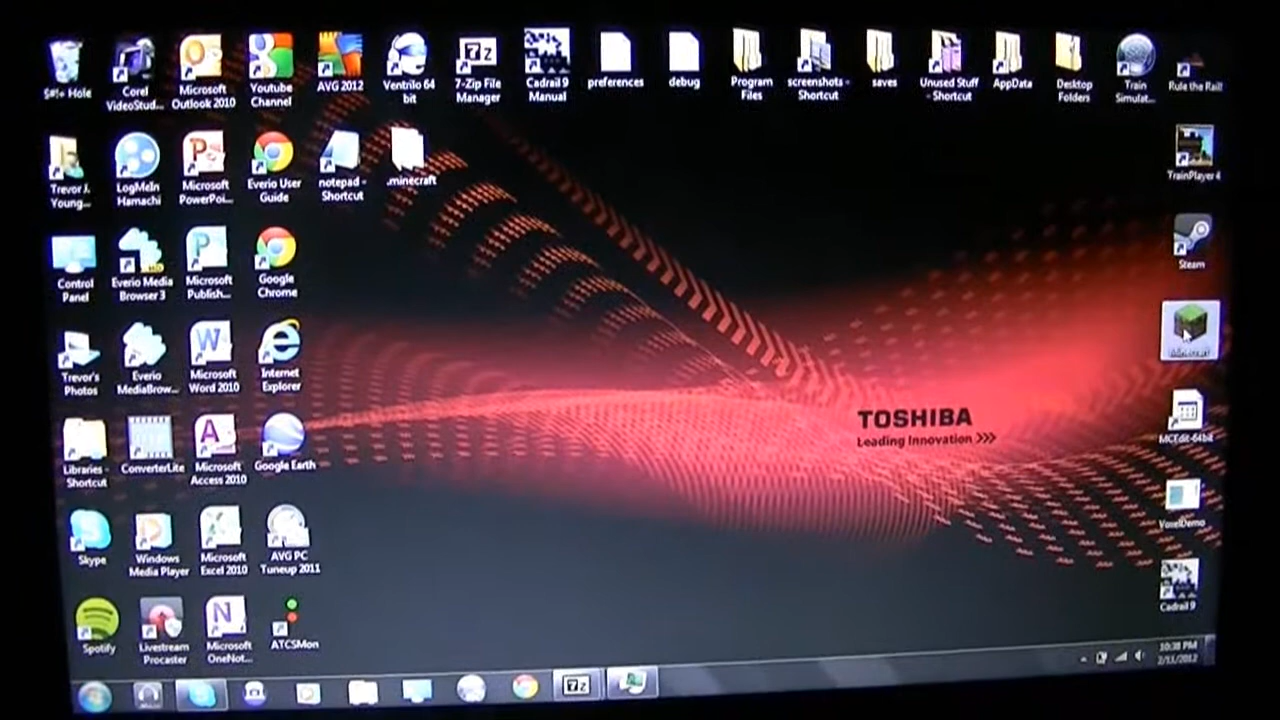 $#!+ Hole
Corel
VideoStud...
Microsoft
Outlook 2010
Youtube
Channel
AVG 2012
Ventrilo 64
bit
7-Zip File
Manager
Cadrail 9
Manual
preferences
debug
Program
Files
screenshots -
Shortcut
saves
Unused Stuff
- Shortcut
AppData
Desktop
Folders
Train
Simulat...
Rule the Rail!
Trevor J.
Young...
LogMeIn
Hamachi
Microsoft
PowerPoi...
Everio User
Guide
notepad -
Shortcut
.minecraft
TrainPlayer 4
Control
Panel
Everio Media
Browser 3
Microsoft
Publish...
Google
Chrome
Steam
Trevor's
Photos
Everio
MediaBrow...
Microsoft
Word 2010
Internet
Explorer
Minecraft
Libraries -
Shortcut
ConverterLite
Microsoft
Access 2010
Google Earth
TOSHIBA
Leading Innovation >>>
MCEdit-64bit
Skype
Windows
Media Player
Microsoft
Excel 2010
AVG PC
Tuneup 2011
VoxelDemo
Spotify
Livestream
Procaster
Microsoft
OneNot...
ATCSMon
Cadrail 9
10:38 PM
2/11/2012
7z